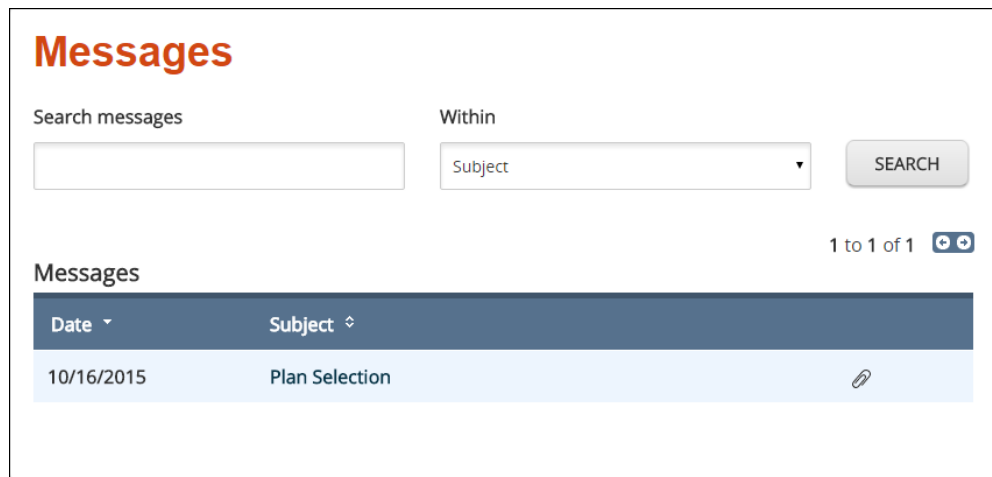 Messages
Search messages
Within
Subject
SEARCH
1 to 1 of 1
Messages
Date
Subject
10/16/2015
Plan Selection